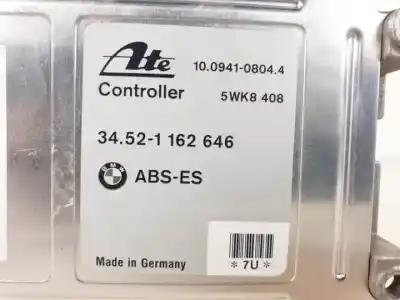 Ate
10.0941-0804.4
Controller
5WK8 408
34.52-1 162 646
BMW ABS-ES
Made in Germany
* 7U *